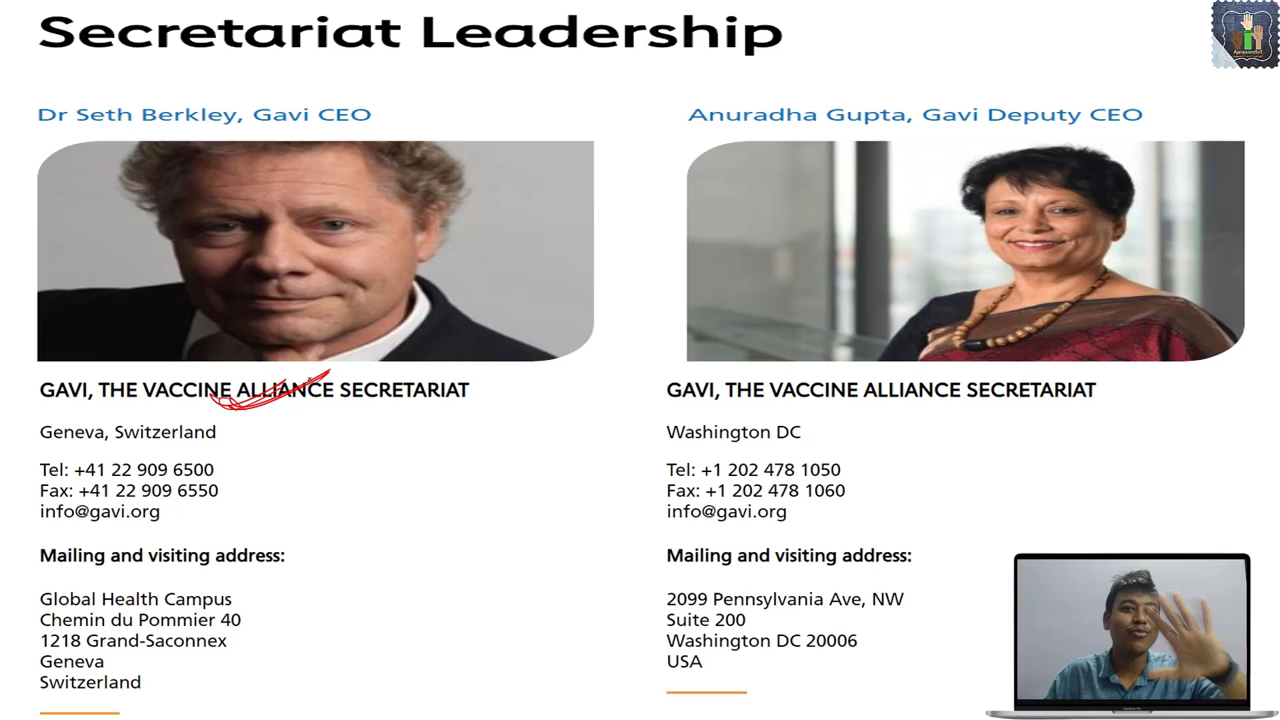 Secretariat Leadership
Dr Seth Berkley, Gavi CEO
GAVI, THE VACCINE ALLIANCE SECRETARIAT
Geneva, Switzerland
Tel: +41 22 909 6500
Fax: +41 22 909 6550
info@gavi.org
Mailing and visiting address:
Global Health Campus
Chemin du Pommier 40
1218 Grand-Saconnex
Geneva
Switzerland
Anuradha Gupta, Gavi Deputy CEO
GAVI, THE VACCINE ALLIANCE SECRETARIAT
Washington DC
Tel: +1 202 478 1050
Fax: +1 202 478 1060
info@gavi.org
Mailing and visiting address:
2099 Pennsylvania Ave, NW
Suite 200
Washington DC 20006
USA